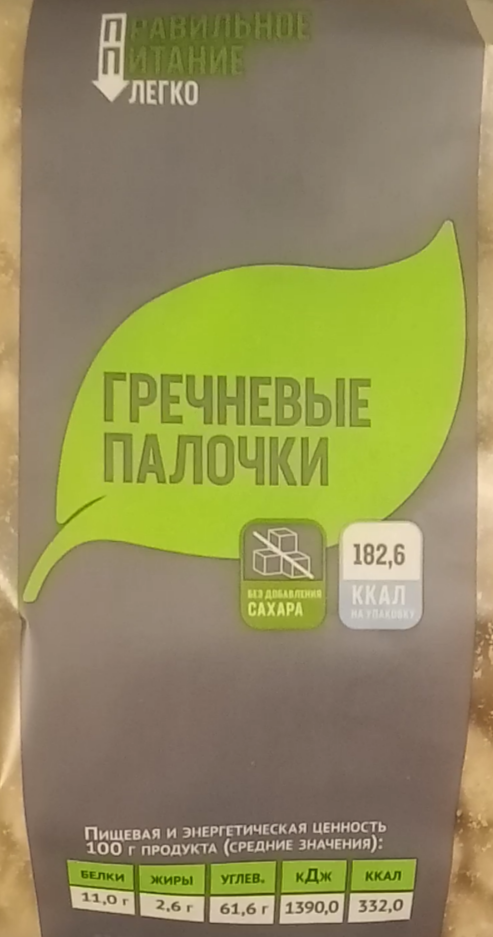 ПРАВИЛЬНОЕ
ПИТАНИЕ
ЛЕГКО
ГРЕЧНЕВЫЕ
ПАЛОЧКИ
БЕЗ ДОБАВЛЕНИЯ
САХАРА
182,6
ККАЛ
НА УПАКОВКУ
ПИЩЕВАЯ И ЭНЕРГЕТИЧЕСКАЯ ЦЕННОСТЬ
100 Г ПРОДУКТА (СРЕДНИЕ ЗНАЧЕНИЯ):
БЕЛКИ ЖИРЫ УГЛЕВ. кДж ККАЛ
11,0 г 2,6 г 61,6 г 1390,0 332,0